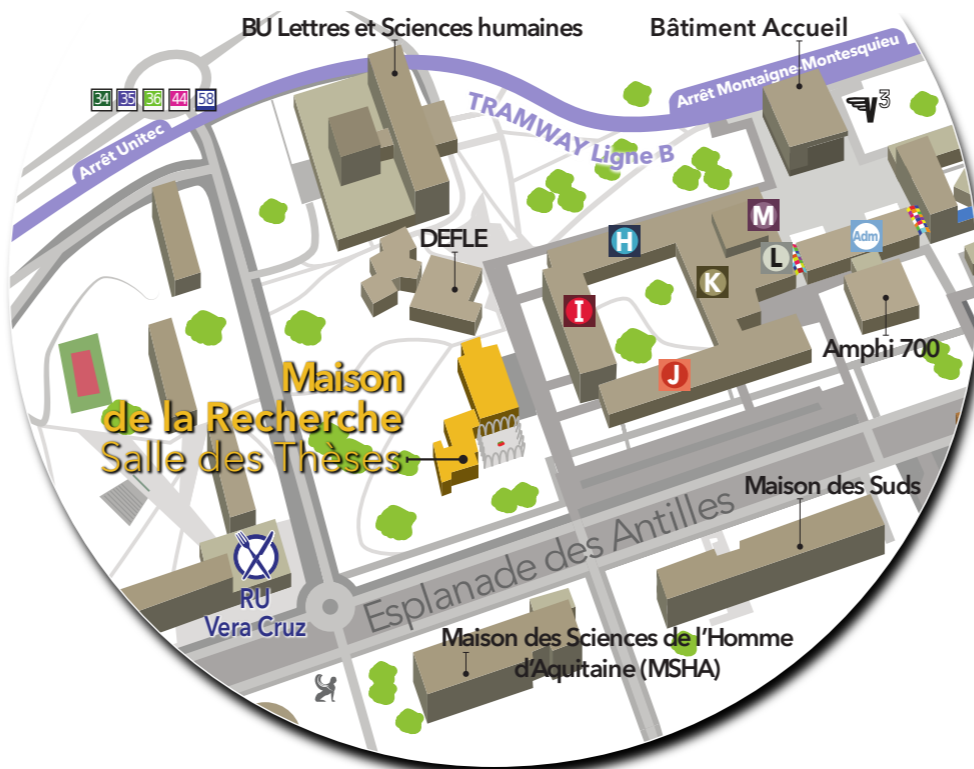 BU Lettres et Sciences humaines
Bâtiment Accueil
34 35 36 44 58
Arrêt Unitec
TRAMWAY Ligne B
Arrêt Montaigne-Montesquieu
V3
DEFLE
H
M
L
Adm
I
K
J
Amphi 700
Maison
de la Recherche
Salle des Thèses
Maison des Suds
Esplanade des Antilles
RU
Vera Cruz
Maison des Sciences de l'Homme
d'Aquitaine (MSHA)